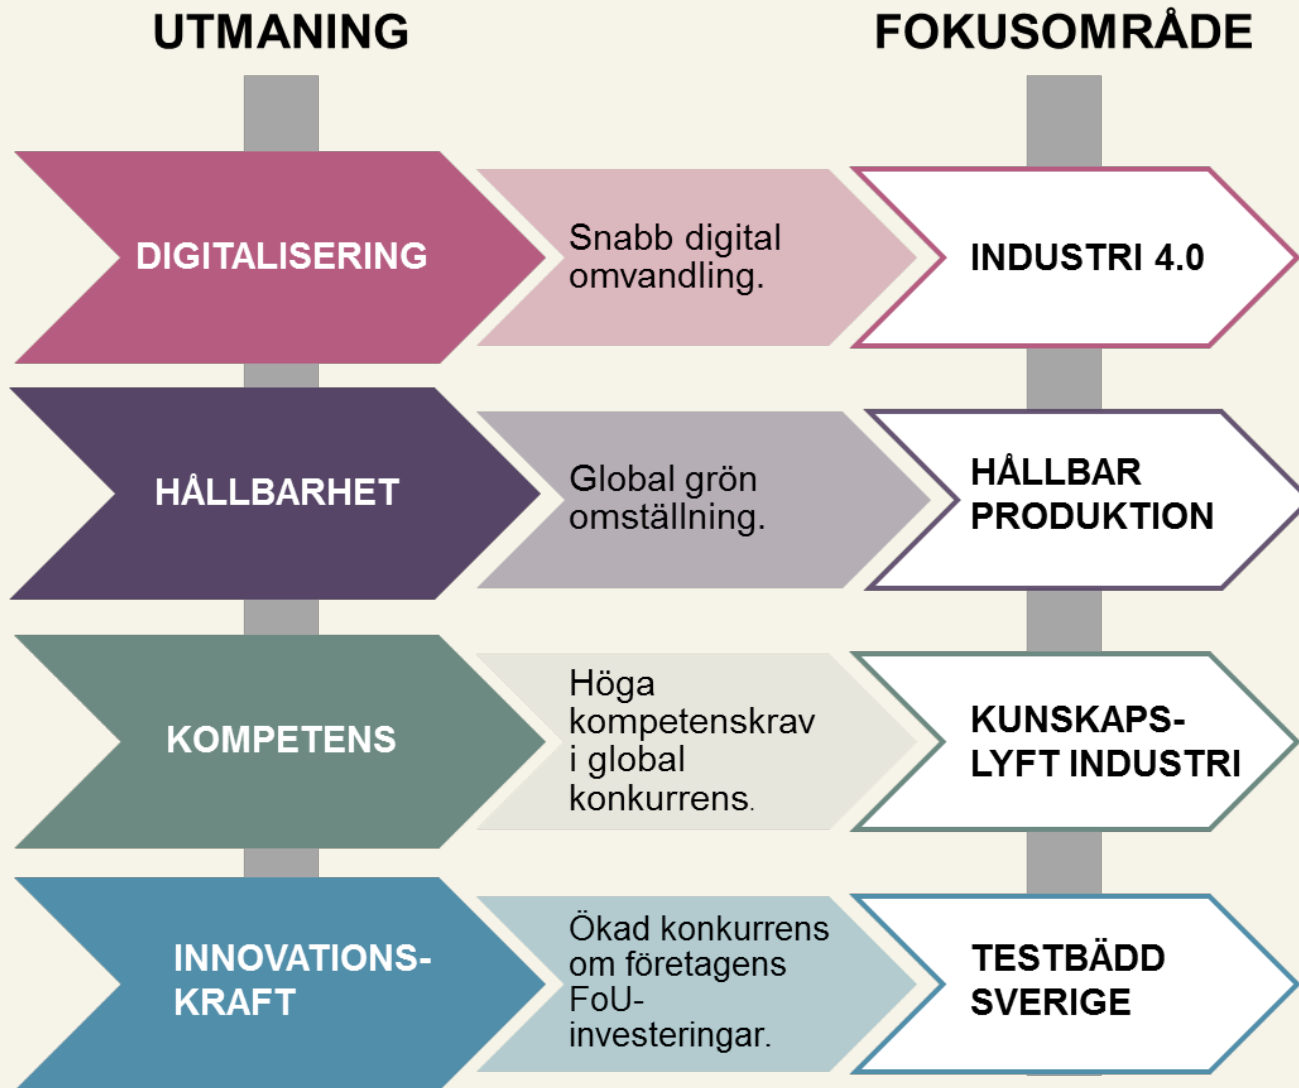 UTMANING
FOKUSOMRÅDE
DIGITALISERING
Snabb digital
omvandling.
INDUSTRI 4.0
HÅLLBARHET
Global grön
omställning.
HÅLLBAR
PRODUKTION
KOMPETENS
Höga
kompetenskrav
i global
konkurrens.
KUNSKAPS-
LYFT INDUSTRI
INNOVATIONS-
KRAFT
Ökad konkurrens
om företagens
FoU-
investeringar.
TESTBÄDD
SVERIGE